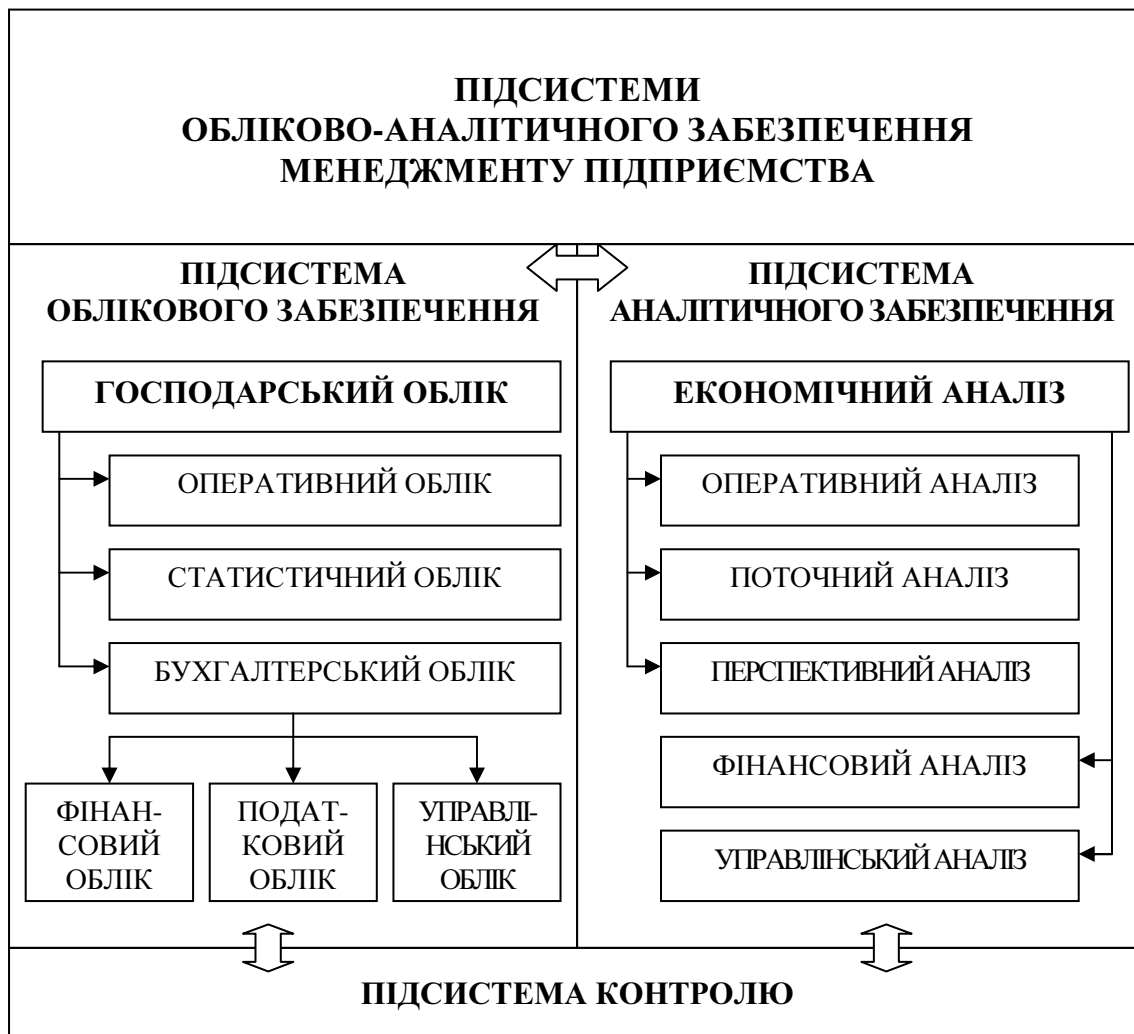 ПІДСИСТЕМИ
ОБЛІКОВО-АНАЛІТИЧНОГО ЗАБЕЗПЕЧЕННЯ
МЕНЕДЖМЕНТУ ПІДПРИЄМСТВА
ПІДСИСТЕМА
ОБЛІКОВОГО ЗАБЕЗПЕЧЕННЯ
ГОСПОДАРСЬКИЙ ОБЛІК
ОПЕРАТИВНИЙ ОБЛІК
СТАТИСТИЧНИЙ ОБЛІК
БУХГАЛТЕРСЬКИЙ ОБЛІК
ФІНАН-
СОВИЙ
ОБЛІК
ПОДАТ-
КОВИЙ
ОБЛІК
УПРАВЛІ-
НСЬКИЙ
ОБЛІК
ПІДСИСТЕМА
АНАЛІТИЧНОГО ЗАБЕЗПЕЧЕННЯ
ЕКОНОМІЧНИЙ АНАЛІЗ
ОПЕРАТИВНИЙ АНАЛІЗ
ПОТОЧНИЙ АНАЛІЗ
ПЕРСПЕКТИВНИЙ АНАЛІЗ
ФІНАНСОВИЙ АНАЛІЗ
УПРАВЛІНСЬКИЙ АНАЛІЗ
ПІДСИСТЕМА КОНТРОЛЮ